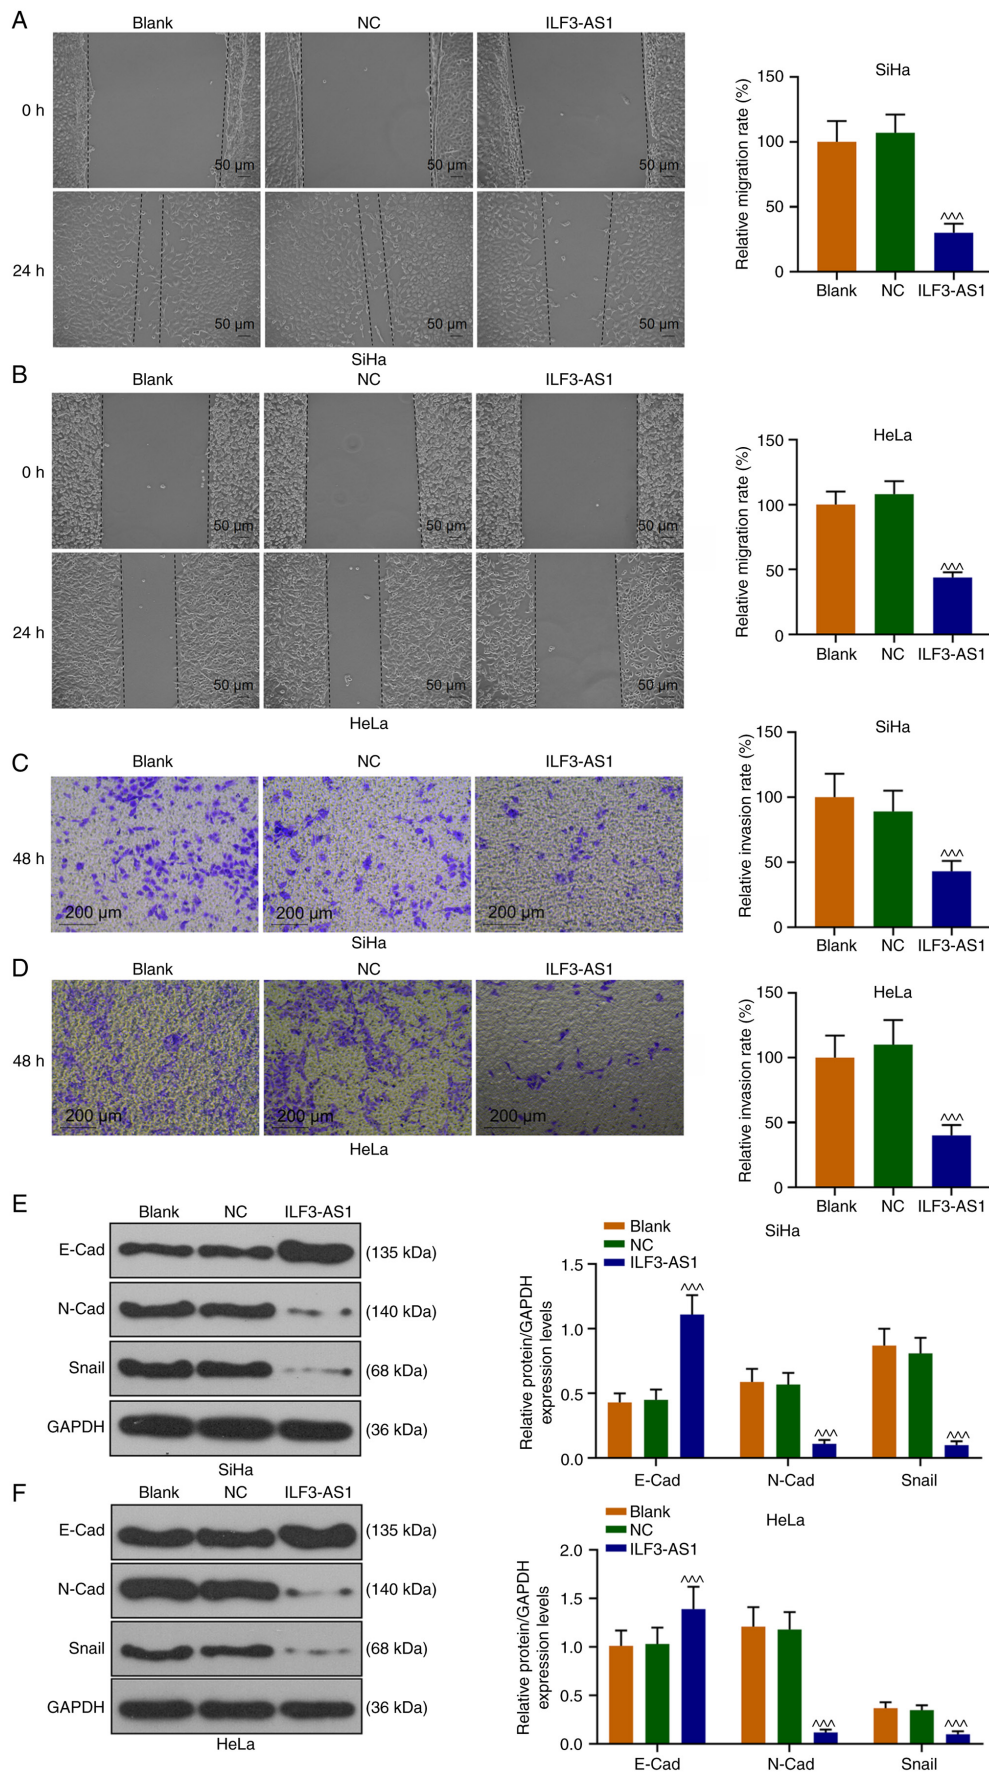 A
Blank NC ILF3-AS1
0 h
50 µm 50 µm 50 µm
24 h
50 µm 50 µm 50 µm
SiHa
SiHa
Relative migration rate (%)
150
100
50
0
^^^
Blank NC ILF3-AS1
B
Blank NC ILF3-AS1
0 h
50 µm 50 µm 50 µm
24 h
50 µm 50 µm 50 µm
HeLa
HeLa
Relative migration rate (%)
150
100
50
0
^^^
Blank NC ILF3-AS1
C
Blank NC ILF3-AS1
48 h
200 µm 200 µm 200 µm
SiHa
SiHa
Relative invasion rate (%)
150
100
50
0
^^^
Blank NC ILF3-AS1
D
Blank NC ILF3-AS1
48 h
200 µm 200 µm 200 µm
HeLa
HeLa
Relative invasion rate (%)
150
100
50
0
^^^
Blank NC ILF3-AS1
E
Blank NC ILF3-AS1
E-Cad (135 kDa)
N-Cad (140 kDa)
Snail (68 kDa)
GAPDH (36 kDa)
SiHa
SiHa
Blank
NC
ILF3-AS1
Relative protein/GAPDH
expression levels
1.5
1.0
0.5
0.0
^^^ ^^^ ^^^
E-Cad N-Cad Snail
F
Blank NC ILF3-AS1
E-Cad (135 kDa)
N-Cad (140 kDa)
Snail (68 kDa)
GAPDH (36 kDa)
HeLa
HeLa
Blank
NC
ILF3-AS1
Relative protein/GAPDH
expression levels
2.0
1.5
1.0
0.5
0.0
^^^ ^^^ ^^^
E-Cad N-Cad Snail